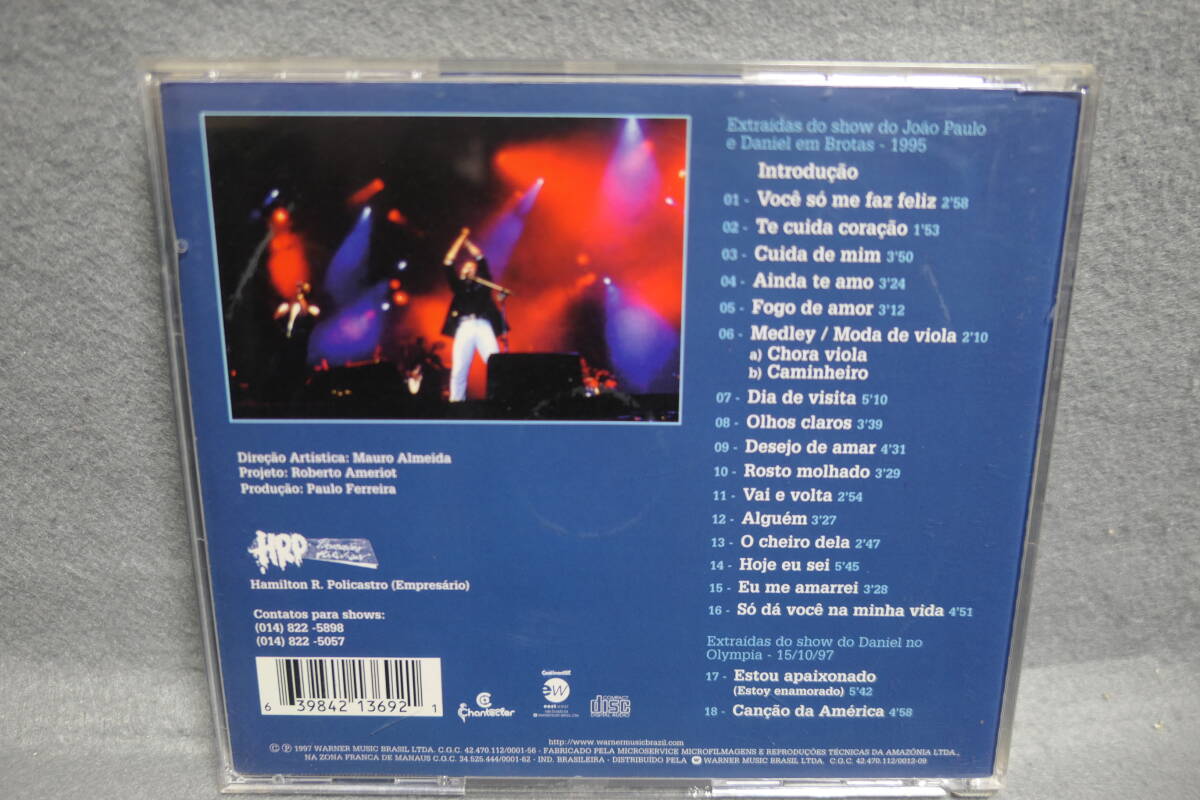 Extraídas do show do João Paulo
e Daniel em Brotas - 1995
Introdução
01 - Você só me faz feliz 2'58
02 - Te cuida coração 1'53
03 - Cuida de mim 3'50
04 - Ainda te amo 3'24
05 - Fogo de amor 3'12
06 - Medley / Moda de viola 2'10
a) Chora viola
b) Caminheiro
07 - Dia de visita 5'10
08 - Olhos claros 3'39
09 - Desejo de amar 4'31
10 - Rosto molhado 3'29
11 - Vai e volta 2'54
12 - Alguém 3'27
13 - O cheiro dela 2'47
14 - Hoje eu sei 5'45
15 - Eu me amarrei 3'28
16 - Só dá você na minha vida 4'51
Extraídas do show do Daniel no
Olympia - 15/10/97
17 - Estou apaixonado
(Estoy enamorado) 5'42
18 - Canção da América 4'58
Direção Artística: Mauro Almeida
Projeto: Roberto Ameriot
Produção: Paulo Ferreira
HRP
Hamilton R. Policastro (Empresário)
Contatos para shows:
(014) 822 -5898
(014) 822 -5057
6 39842 13692 1
Chantecler
Continental
ew
east west
COMPACT
disc
DIGITAL AUDIO
http://www.warnermusicbrazil.com
© ℗ 1997 WARNER MUSIC BRASIL LTDA. C.G.C. 42.470.112/0001-56 - FABRICADO PELA MICROSERVICE MICROFILMAGENS E REPRODUÇÕES TÉCNICAS DA AMAZÔNIA LTDA.,
NA ZONA FRANCA DE MANAUS C.G.C. 34.525.444/0001-62 - IND. BRASILEIRA - DISTRIBUÍDO PELA WARNER MUSIC BRASIL LTDA. C.G.C. 42.470.112/0012-09